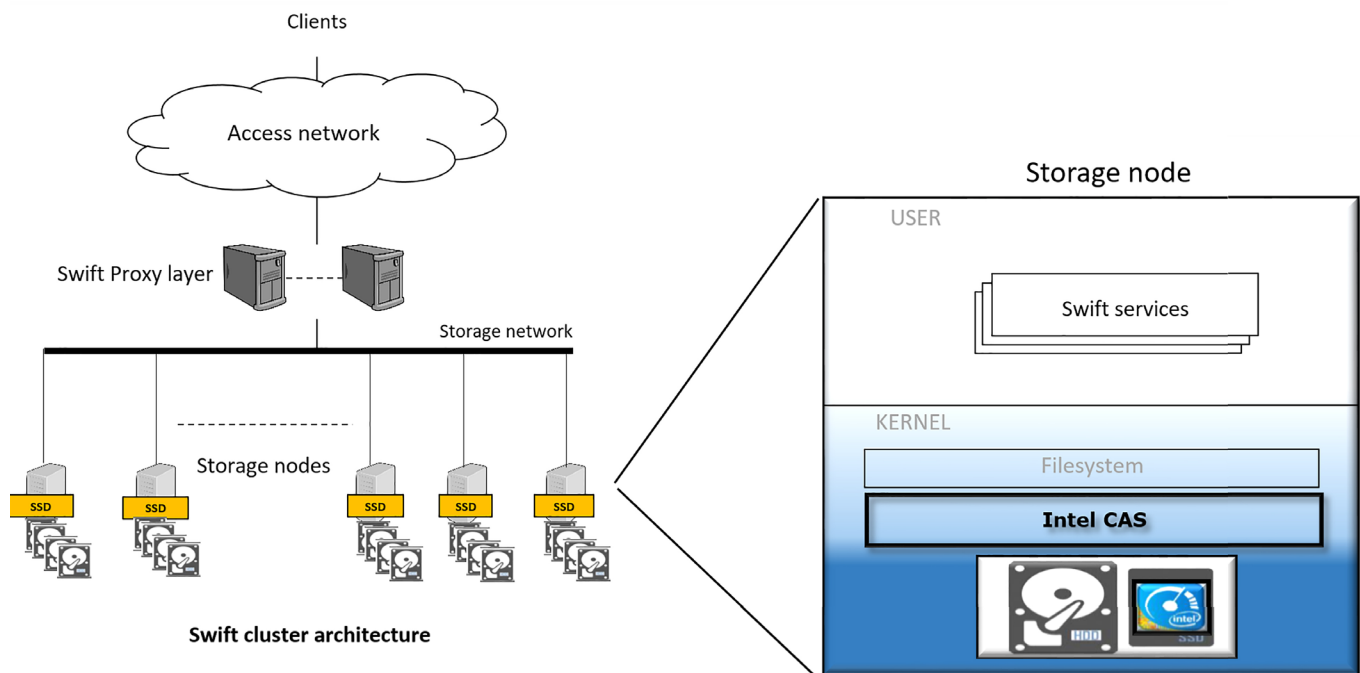 Clients
Access network
Swift Proxy layer
Storage network
Storage nodes
SSD
SSD
SSD
SSD
SSD
Swift cluster architecture
Storage node
USER
Swift services
KERNEL
Filesystem
Intel CAS
HDD
intel
SSD